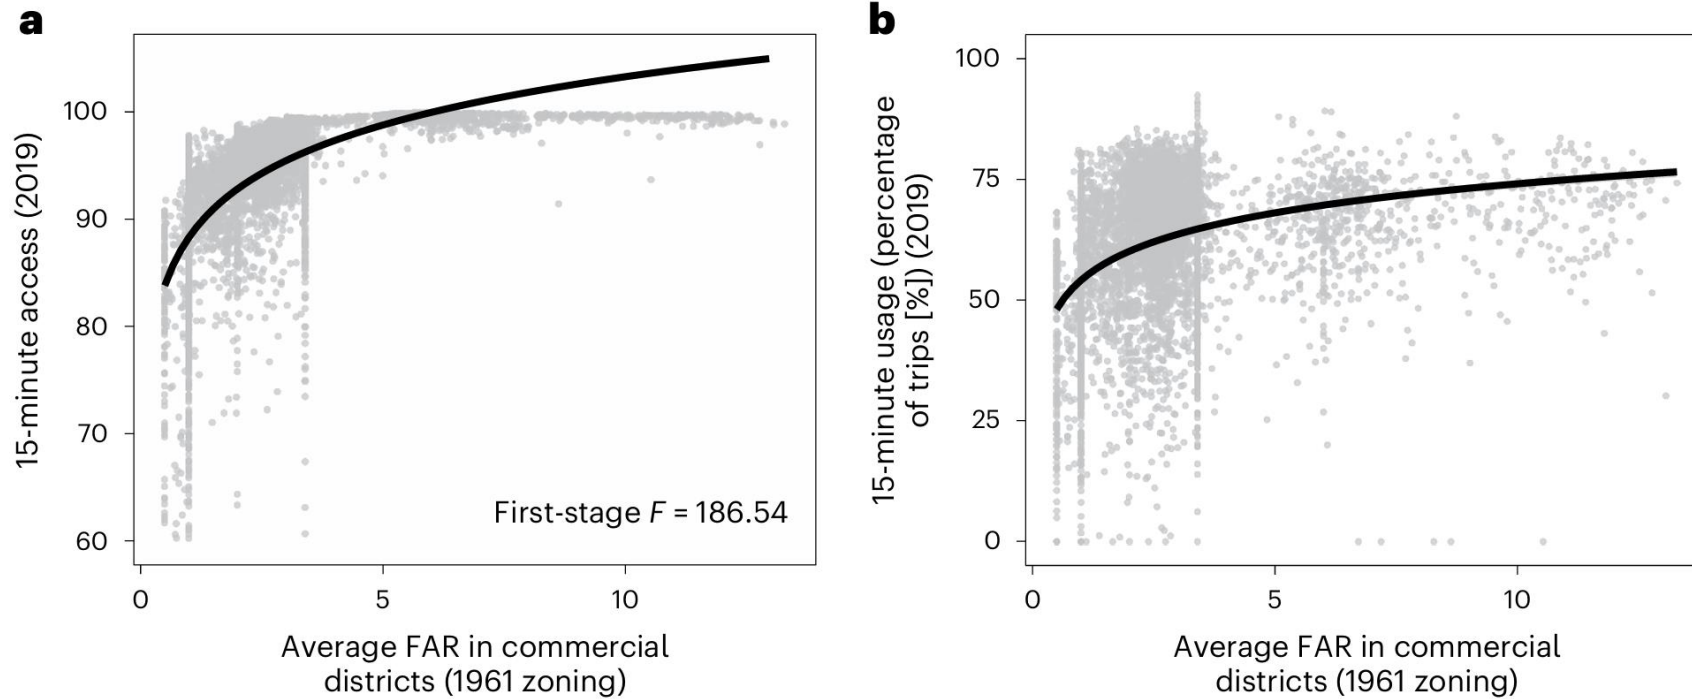 a
15-minute access (2019)
100
90
80
70
60
First-stage F = 186.54
0 5 10
Average FAR in commercial
districts (1961 zoning)
b
15-minute usage (percentage
of trips [%]) (2019)
100
75
50
25
0
0 5 10
Average FAR in commercial
districts (1961 zoning)